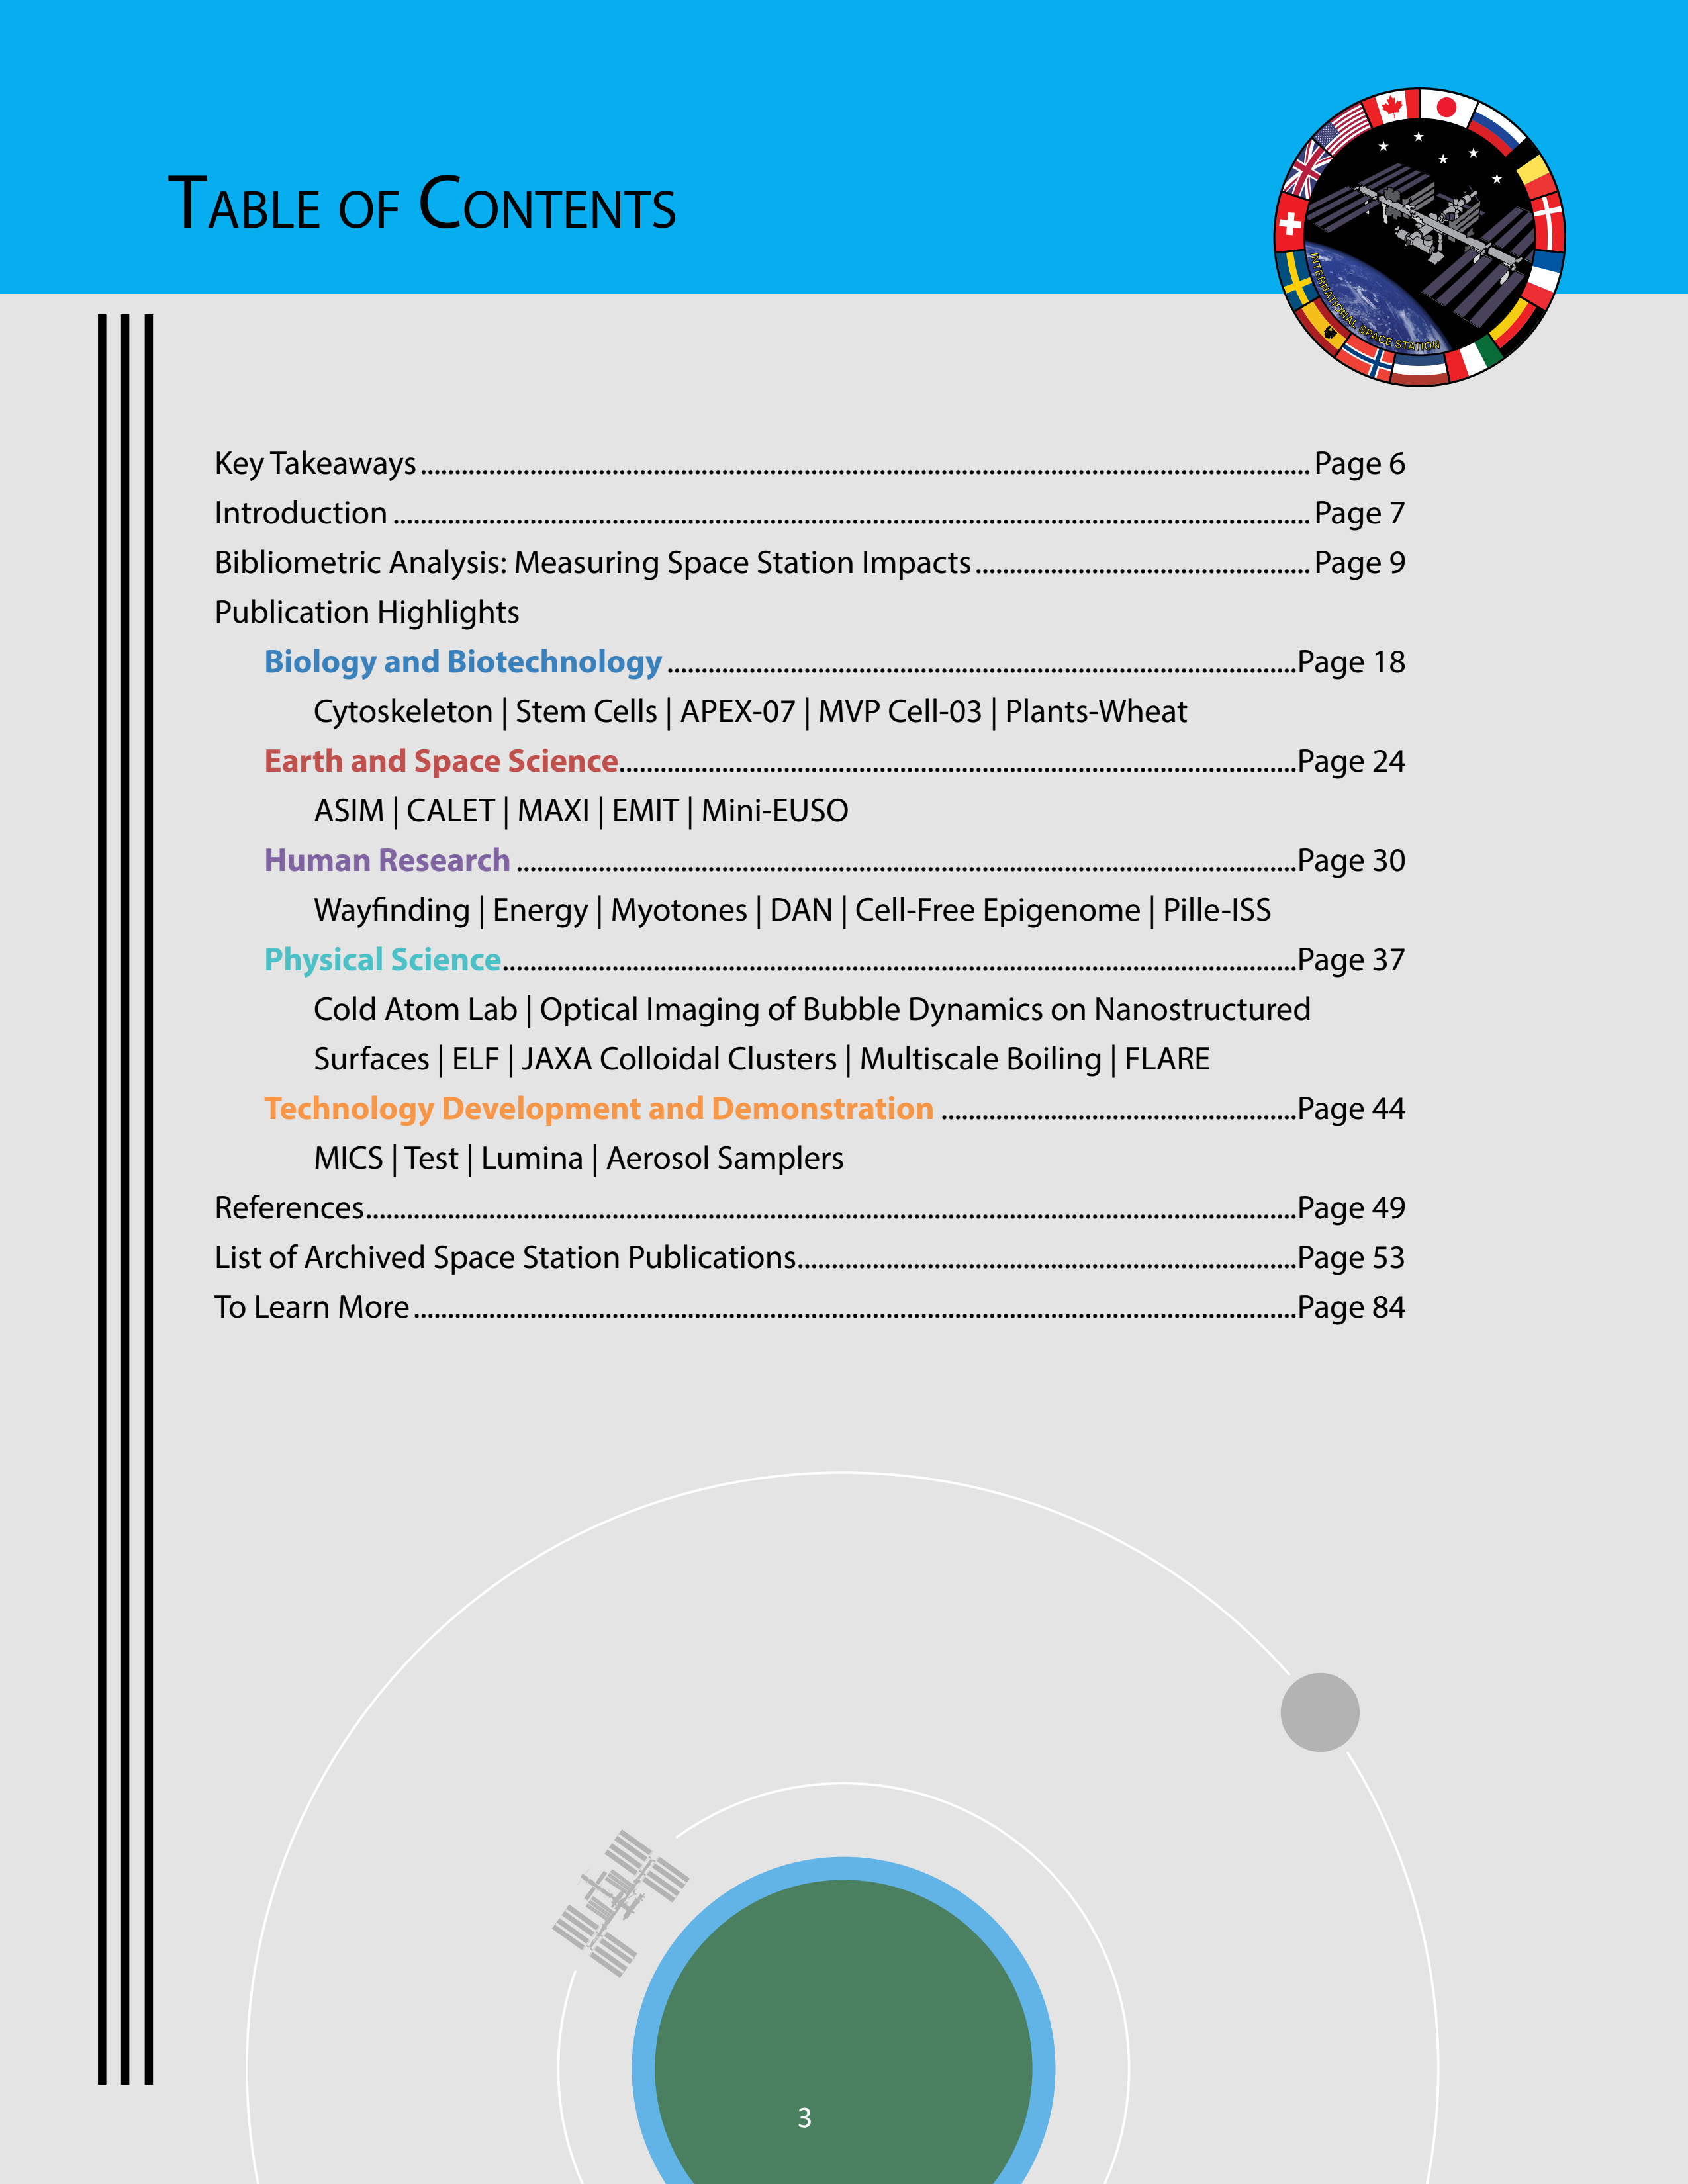 TABLE OF CONTENTS
INTERNATIONAL SPACE STATION
Key Takeaways ........ Page 6
Introduction ........ Page 7
Bibliometric Analysis: Measuring Space Station Impacts ........ Page 9
Publication Highlights
Biology and Biotechnology ........ Page 18
Cytoskeleton | Stem Cells | APEX-07 | MVP Cell-03 | Plants-Wheat
Earth and Space Science ........ Page 24
ASIM | CALET | MAXI | EMIT | Mini-EUSO
Human Research ........ Page 30
Wayfinding | Energy | Myotones | DAN | Cell-Free Epigenome | Pille-ISS
Physical Science ........ Page 37
Cold Atom Lab | Optical Imaging of Bubble Dynamics on Nanostructured
Surfaces | ELF | JAXA Colloidal Clusters | Multiscale Boiling | FLARE
Technology Development and Demonstration ........ Page 44
MICS | Test | Lumina | Aerosol Samplers
References ........ Page 49
List of Archived Space Station Publications ........ Page 53
To Learn More ........ Page 84
3